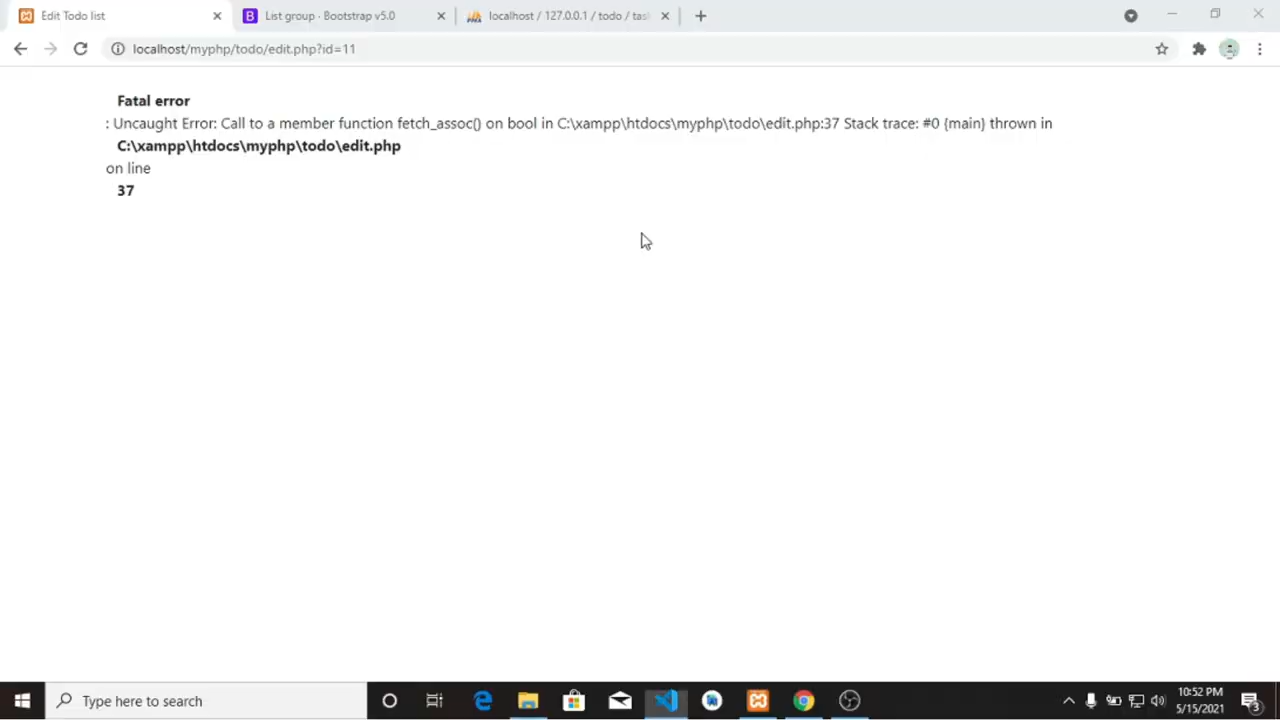 Edit Todo list
List group · Bootstrap v5.0
localhost / 127.0.0.1 / todo / tas
localhost/myphp/todo/edit.php?id=11
Fatal error
: Uncaught Error: Call to a member function fetch_assoc() on bool in C:\xampp\htdocs\myphp\todo\edit.php:37 Stack trace: #0 {main} thrown in
C:\xampp\htdocs\myphp\todo\edit.php
on line
37
Type here to search
10:52 PM
5/15/2021
3